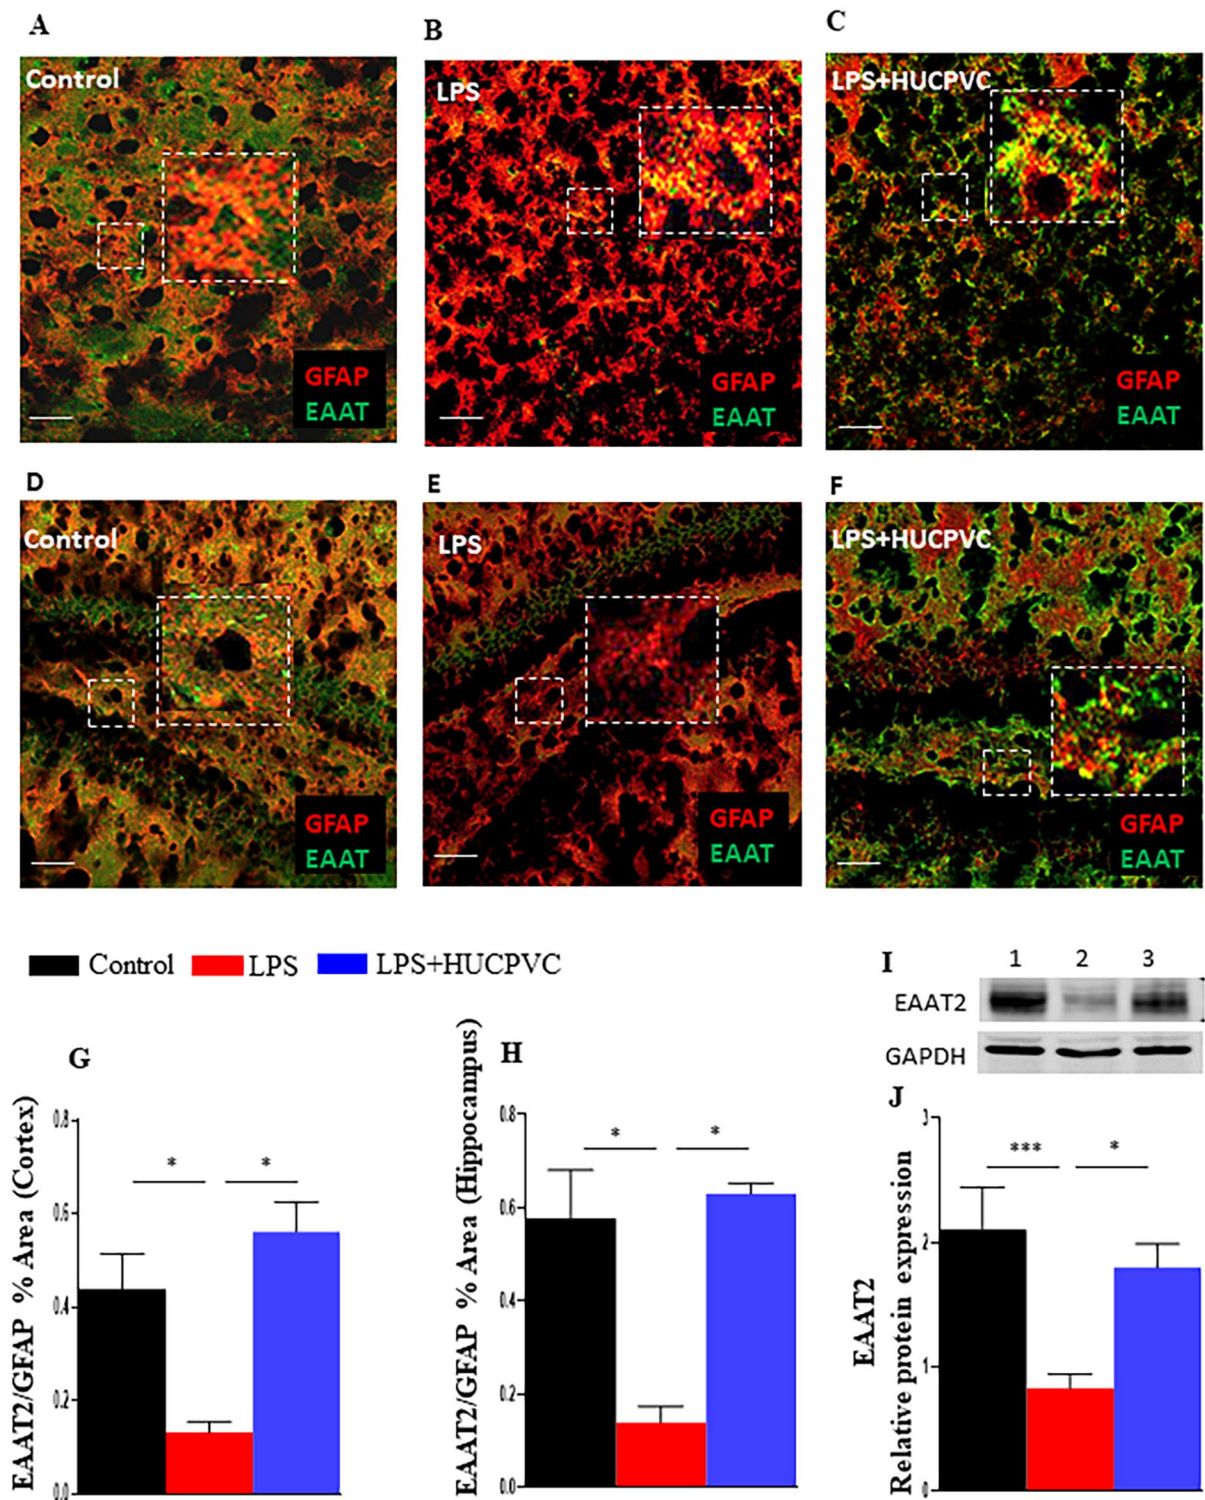 A
B
C
Control
LPS
LPS+HUCPVC
GFAP
EAAT
GFAP
EAAT
GFAP
EAAT
D
E
F
Control
LPS
LPS+HUCPVC
GFAP
EAAT
GFAP
EAAT
GFAP
EAAT
Control
LPS
LPS+HUCPVC
G
EAAT2/GFAP % Area (Cortex)
0.8
0.6
0.4
0.2
0.0
*
*
H
EAAT2/GFAP % Area (Hippocampus)
0.8
0.6
0.4
0.2
0.0
*
*
I
1 2 3
EAAT2
GAPDH
J
EAAT2
Relative protein expression
3
2
1
0
***
*